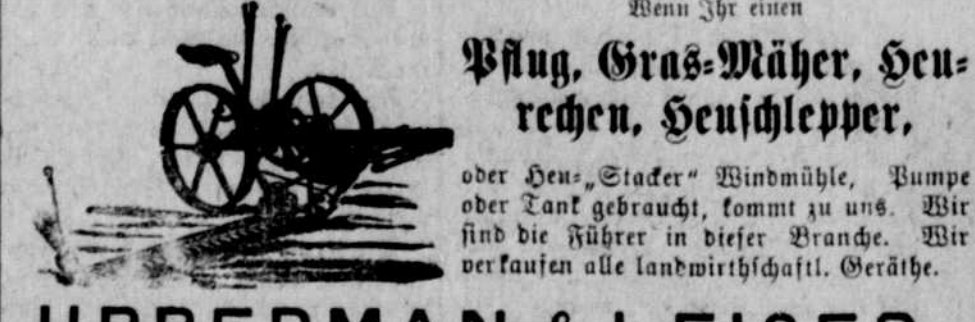 Wenn Ihr einen
Pflug, Gras-Mäher, Heu-
rechen, Heuschlepper,
oder Heu-„Stacker“ Windmühle, Pumpe
oder Tank gebraucht, kommt zu uns. Wir
sind die Führer in dieser Branche. Wir
verkaufen alle landwirthschaftl. Geräthe.